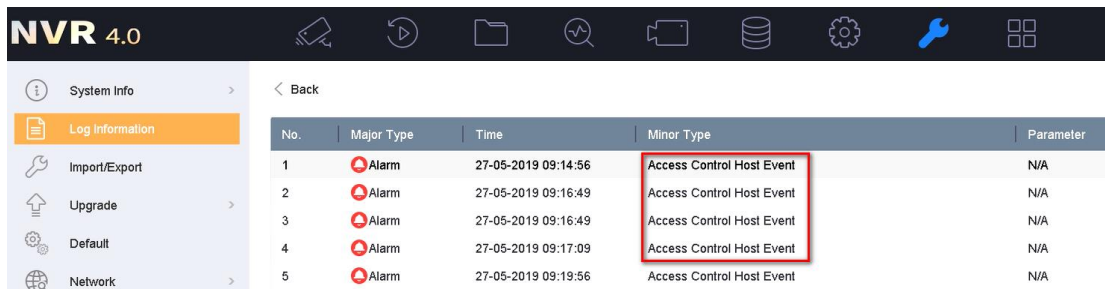 NVR 4.0
System Info
Log Information
Import/Export
Upgrade
Default
Network
< Back
No. Major Type Time Minor Type Parameter
1 Alarm 27-05-2019 09:14:56 Access Control Host Event N/A
2 Alarm 27-05-2019 09:16:49 Access Control Host Event N/A
3 Alarm 27-05-2019 09:16:49 Access Control Host Event N/A
4 Alarm 27-05-2019 09:17:09 Access Control Host Event N/A
5 Alarm 27-05-2019 09:19:56 Access Control Host Event N/A